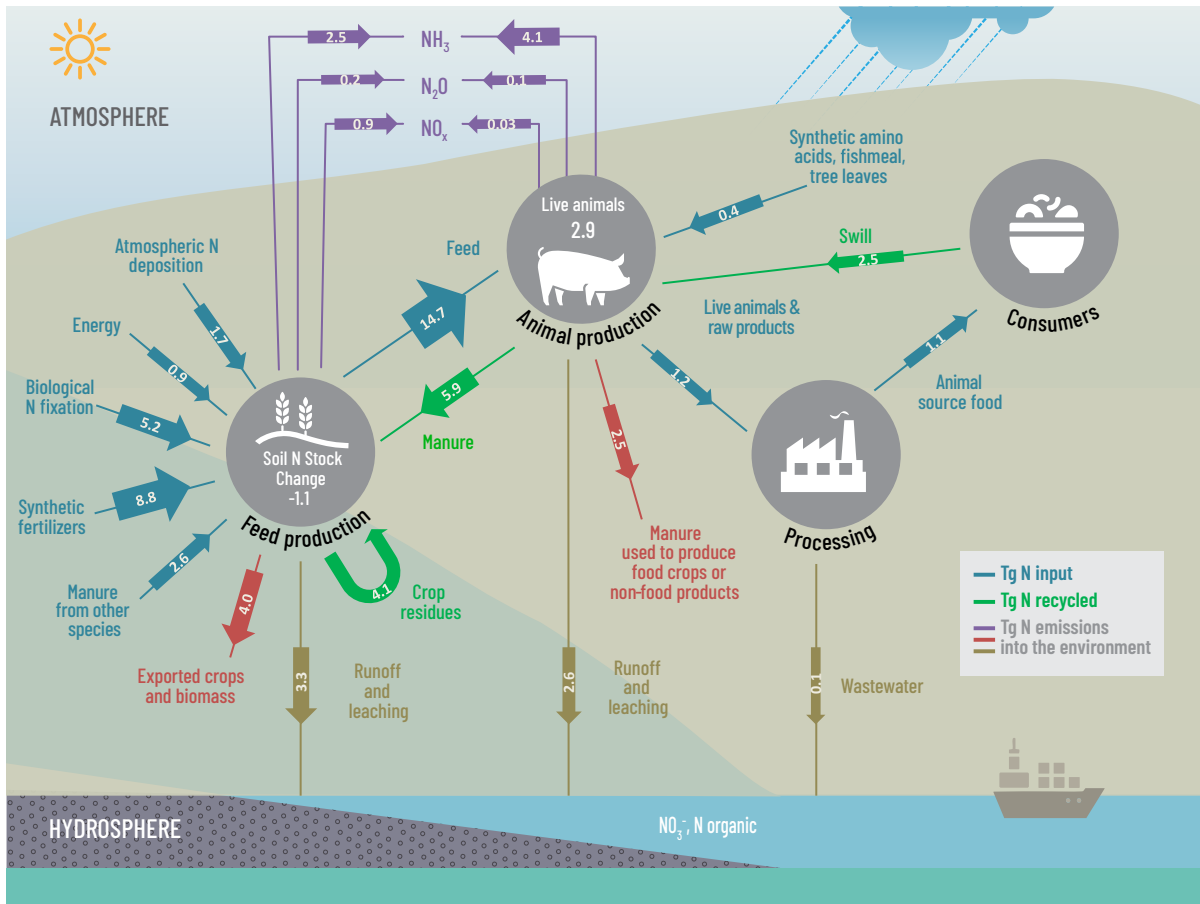 2.5
NH₃
4.1
0.2
N₂O
0.1
0.9
NOₓ
0.03
ATMOSPHERE
Synthetic amino
acids, fishmeal,
tree leaves
0.4
Live animals
2.9
Animal production
Swill
2.5
Consumers
Feed
14.7
Atmospheric N
deposition
1.7
Energy
0.9
Biological
N fixation
5.2
Synthetic
fertilizers
8.8
Manure
from other
species
2.6
Soil N Stock
Change
-1.1
Feed production
5.9
Manure
Live animals &
raw products
1.2
1.1
Animal
source food
Processing
2.5
Manure
used to produce
food crops or
non-food products
4.0
Exported crops
and biomass
4.1
Crop
residues
3.3
Runoff
and
leaching
2.6
Runoff
and
leaching
0.1
Wastewater
Tg N input
Tg N recycled
Tg N emissions
into the environment
HYDROSPHERE
NO₃⁻, N organic